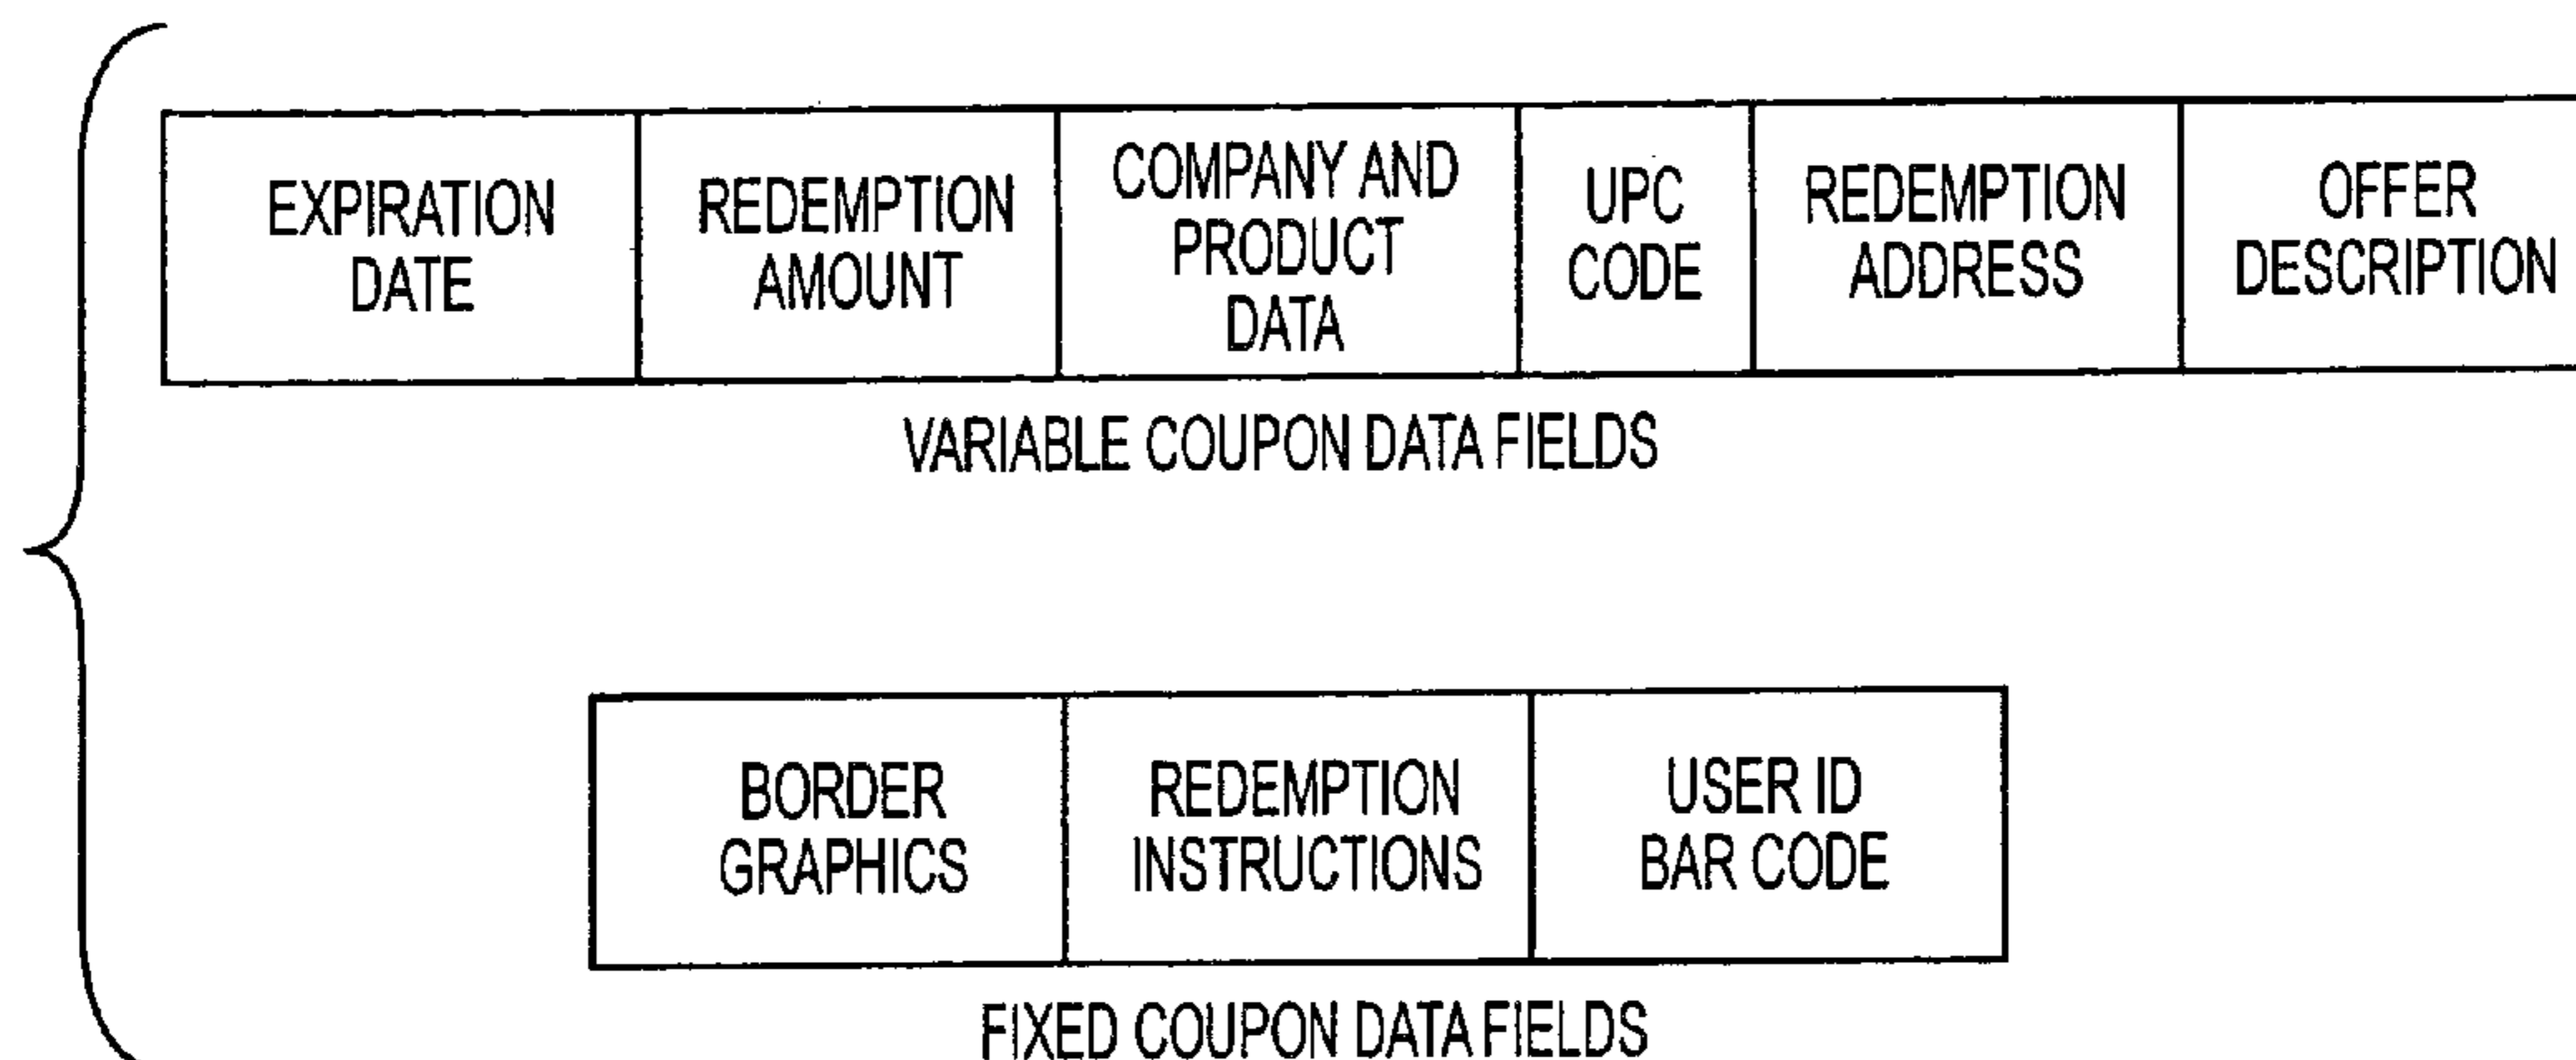 EXPIRATION
DATE
REDEMPTION
AMOUNT
COMPANY AND
PRODUCT
DATA
UPC
CODE
REDEMPTION
ADDRESS
OFFER
DESCRIPTION
VARIABLE COUPON DATA FIELDS
BORDER
GRAPHICS
REDEMPTION
INSTRUCTIONS
USER ID
BAR CODE
FIXED COUPON DATA FIELDS